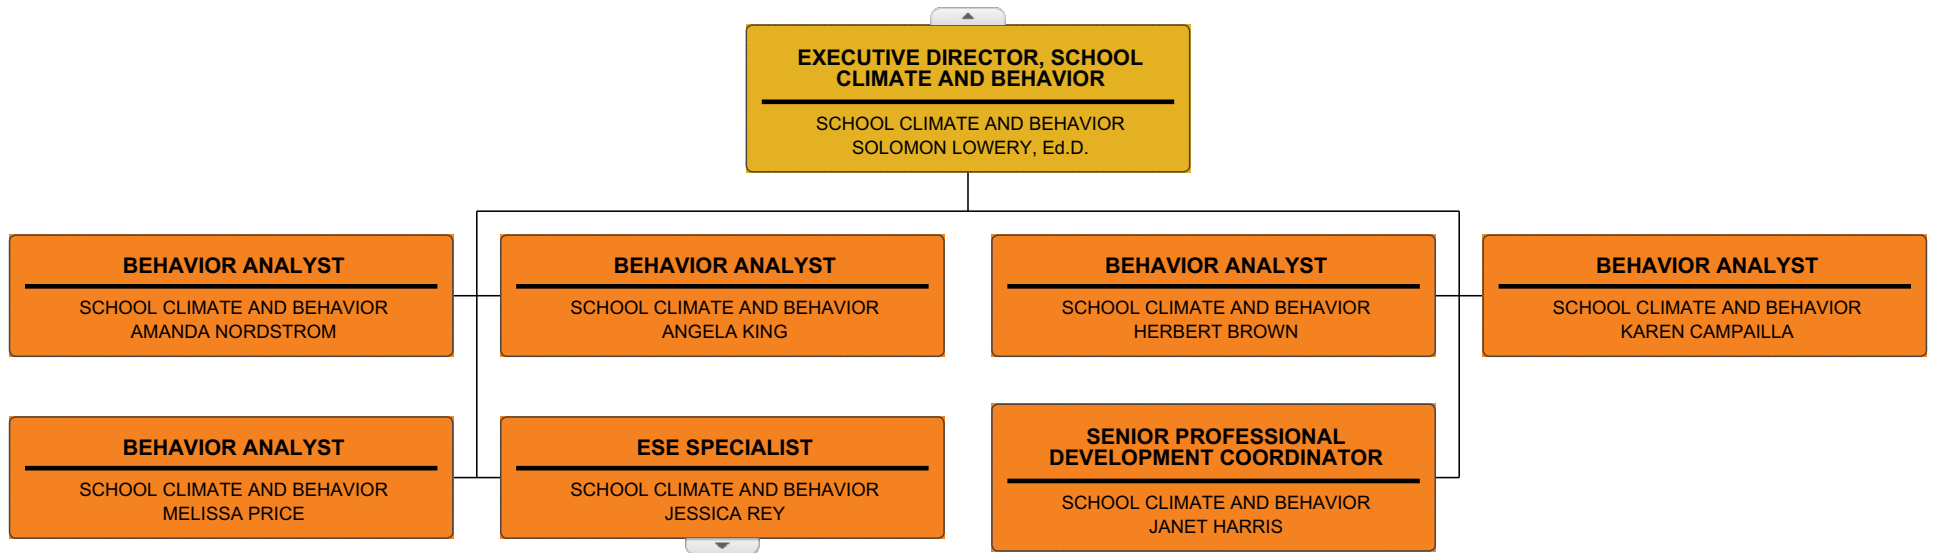 EXECUTIVE DIRECTOR, SCHOOL
CLIMATE AND BEHAVIOR
SCHOOL CLIMATE AND BEHAVIOR
SOLOMON LOWERY, Ed.D.
BEHAVIOR ANALYST
SCHOOL CLIMATE AND BEHAVIOR
AMANDA NORDSTROM
BEHAVIOR ANALYST
SCHOOL CLIMATE AND BEHAVIOR
ANGELA KING
BEHAVIOR ANALYST
SCHOOL CLIMATE AND BEHAVIOR
HERBERT BROWN
BEHAVIOR ANALYST
SCHOOL CLIMATE AND BEHAVIOR
KAREN CAMPAILLA
BEHAVIOR ANALYST
SCHOOL CLIMATE AND BEHAVIOR
MELISSA PRICE
ESE SPECIALIST
SCHOOL CLIMATE AND BEHAVIOR
JESSICA REY
SENIOR PROFESSIONAL
DEVELOPMENT COORDINATOR
SCHOOL CLIMATE AND BEHAVIOR
JANET HARRIS